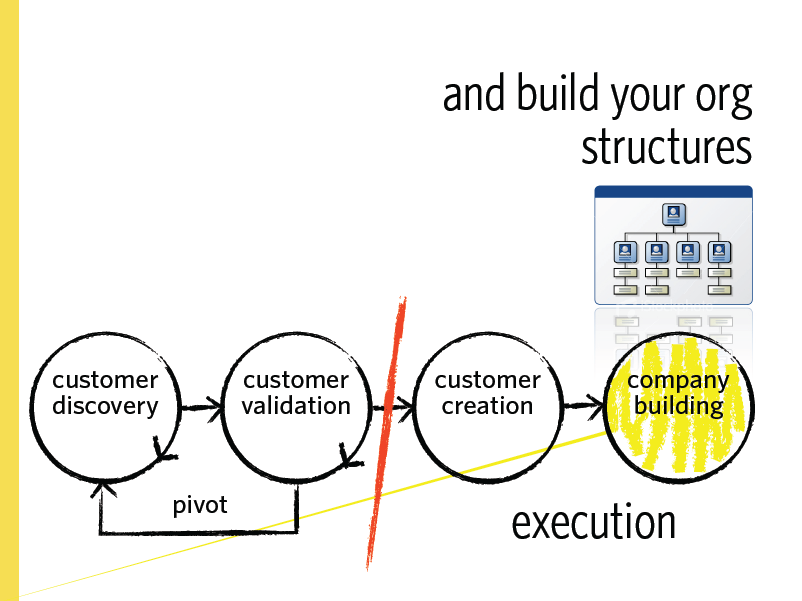 and build your org
structures
customer
discovery
customer
validation
customer
creation
company
building
pivot
execution